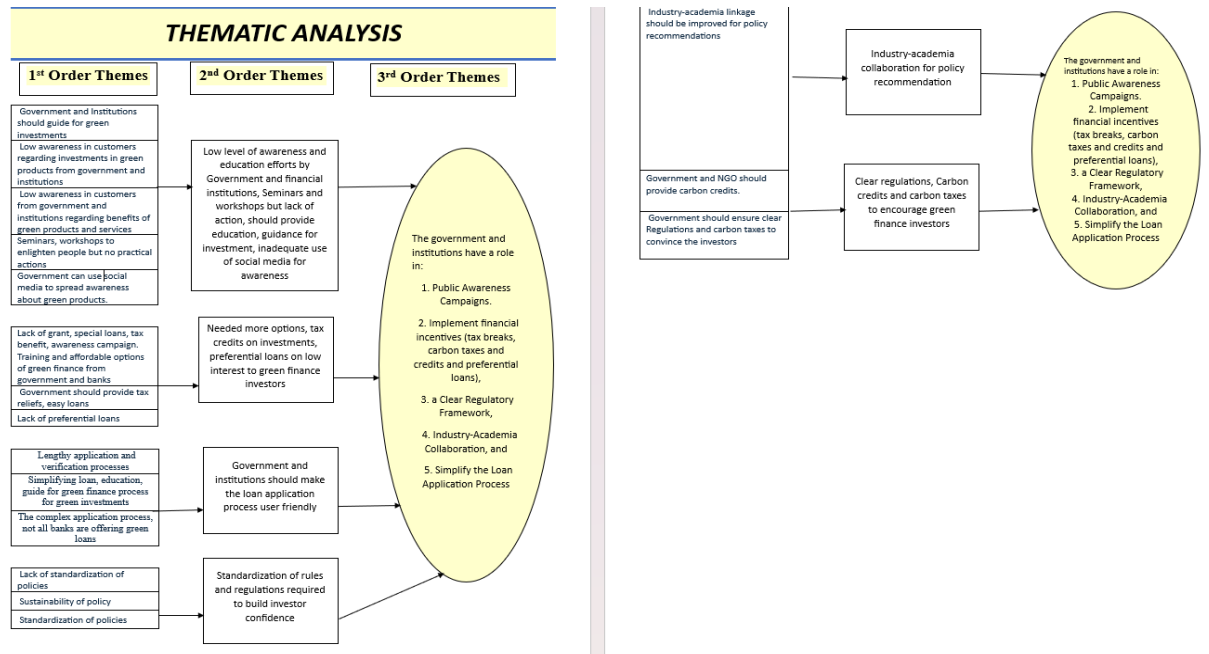 THEMATIC ANALYSIS
1st Order Themes
2nd Order Themes
3rd Order Themes
Government and Institutions
should guide for green
investments
Low awareness in customers
regarding investments in green
products from government and
institutions
Low awareness in customers
from government and
institutions regarding benefits of
green products and services
Seminars, workshops to
enlighten people but no practical
actions
Government can use social
media to spread awareness
about green products.
Low level of awareness and
education efforts by
Government and financial
institutions, Seminars and
workshops but lack of
action, should provide
education, guidance for
investment, inadequate use
of social media for
awareness
Lack of grant, special loans, tax
benefit, awareness campaign.
Training and affordable options
of green finance from
government and banks
Government should provide tax
reliefs, easy loans
Lack of preferential loans
Needed more options, tax
credits on investments,
preferential loans on low
interest to green finance
investors
Lengthy application and
verification processes
Simplifying loan, education,
guide for green finance process
for green investments
The complex application process,
not all banks are offering green
loans
Government and
institutions should make
the loan application
process user friendly
Lack of standardization of
policies
Sustainability of policy
Standardization of policies
Standardization of rules
and regulations required
to build investor
confidence
The government and
institutions have a role
in:
1. Public Awareness
Campaigns.
2. Implement financial
incentives (tax breaks,
carbon taxes and
credits and preferential
loans),
3. a Clear Regulatory
Framework,
4. Industry-Academia
Collaboration, and
5. Simplify the Loan
Application Process
Industry-academia linkage
should be improved for policy
recommendations
Industry-academia
collaboration for policy
recommendation
Government and NGO should
provide carbon credits.
Government should ensure clear
Regulations and carbon taxes to
convince the investors
Clear regulations, Carbon
credits and carbon taxes
to encourage green
finance investors
The government and
institutions have a role in:
1. Public Awareness
Campaigns.
2. Implement
financial incentives
(tax breaks, carbon
taxes and credits and
preferential loans),
3. a Clear Regulatory
Framework,
4. Industry-Academia
Collaboration, and
5. Simplify the Loan
Application Process